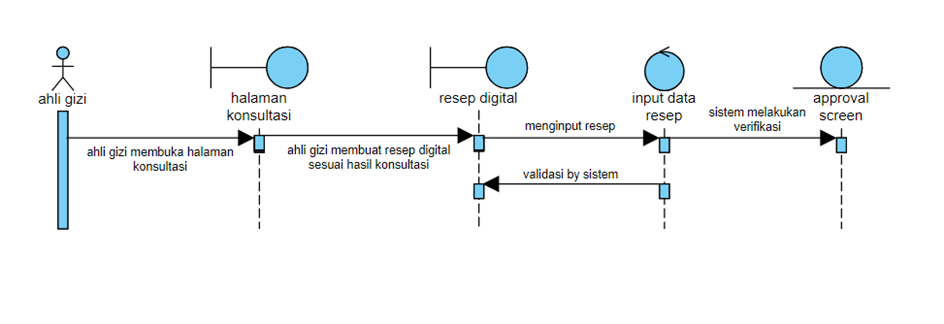 ahli gizi
halaman
konsultasi
resep digital
input data
resep
approval
screen
ahli gizi membuka halaman
konsultasi
ahli gizi membuat resep digital
sesuai hasil konsultasi
menginput resep
sistem melakukan
verifikasi
validasi by sistem